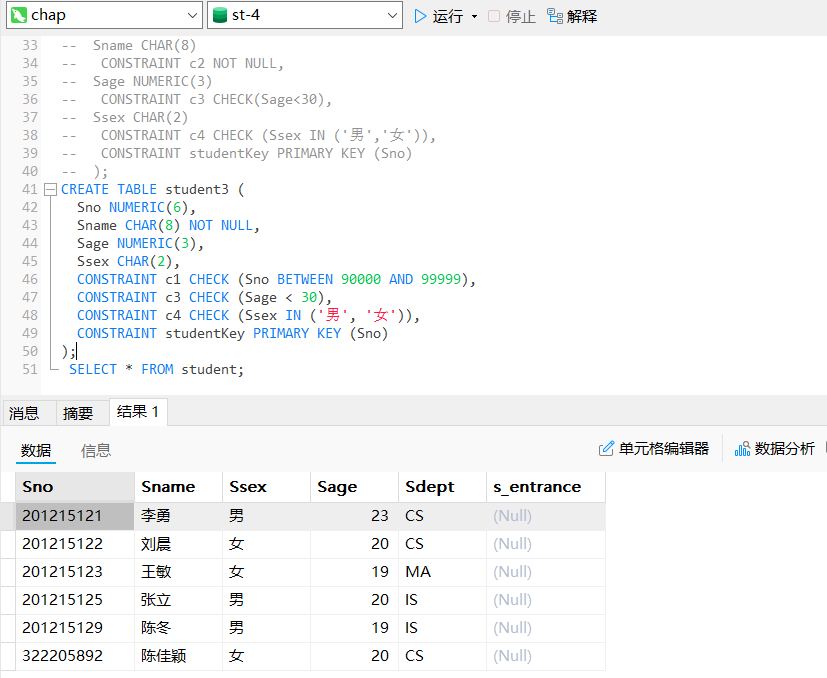 chap st-4 运行 停止 解释
33 -- Sname CHAR(8)
34 --  CONSTRAINT c2 NOT NULL,
35 -- Sage NUMERIC(3)
36 --  CONSTRAINT c3 CHECK(Sage<30),
37 -- Ssex CHAR(2)
38 --  CONSTRAINT c4 CHECK (Ssex IN ('男','女')),
39 --  CONSTRAINT studentKey PRIMARY KEY (Sno)
40 -- );
41 CREATE TABLE student3 (
42 Sno NUMERIC(6),
43 Sname CHAR(8) NOT NULL,
44 Sage NUMERIC(3),
45 Ssex CHAR(2),
46 CONSTRAINT c1 CHECK (Sno BETWEEN 90000 AND 99999),
47 CONSTRAINT c3 CHECK (Sage < 30),
48 CONSTRAINT c4 CHECK (Ssex IN ('男', '女')),
49 CONSTRAINT studentKey PRIMARY KEY (Sno)
50 );
51 SELECT * FROM student;
消息 摘要 结果 1
数据 信息 单元格编辑器 数据分析
Sno Sname Ssex Sage Sdept s_entrance
201215121 李勇 男 23 CS (Null)
201215122 刘晨 女 20 CS (Null)
201215123 王敏 女 19 MA (Null)
201215125 张立 男 20 IS (Null)
201215129 陈冬 男 19 IS (Null)
322205892 陈佳颖 女 20 CS (Null)